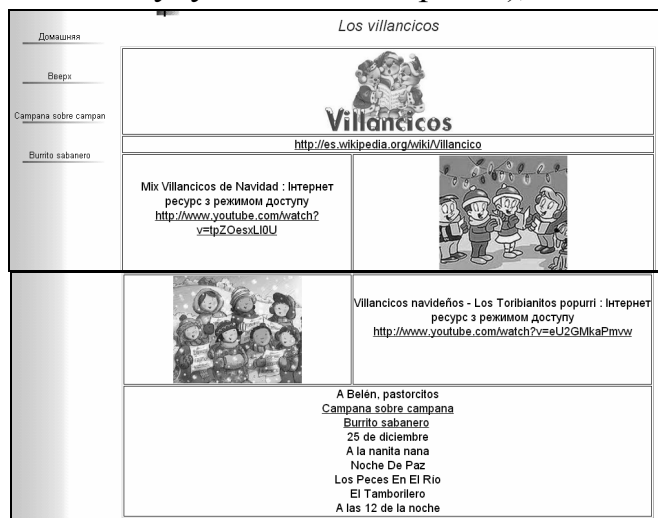 Los villancicos
Домашняя
Вверх
Campana sobre campan
Burrito sabanero
Villancicos
http://es.wikipedia.org/wiki/Villancico
Mix Villancicos de Navidad : Інтернет
ресурс з режимом доступу
http://www.youtube.com/watch?
v=tpZOesxLI0U
Villancicos navideños - Los Toribianitos popurri : Інтернет
ресурс з режимом доступу
http://www.youtube.com/watch?v=eU2GMkaPmvw
A Belén, pastorcitos
Campana sobre campana
Burrito sabanero
25 de diciembre
A la nanita nana
Noche De Paz
Los Peces En El Río
El Tamborilero
A las 12 de la noche